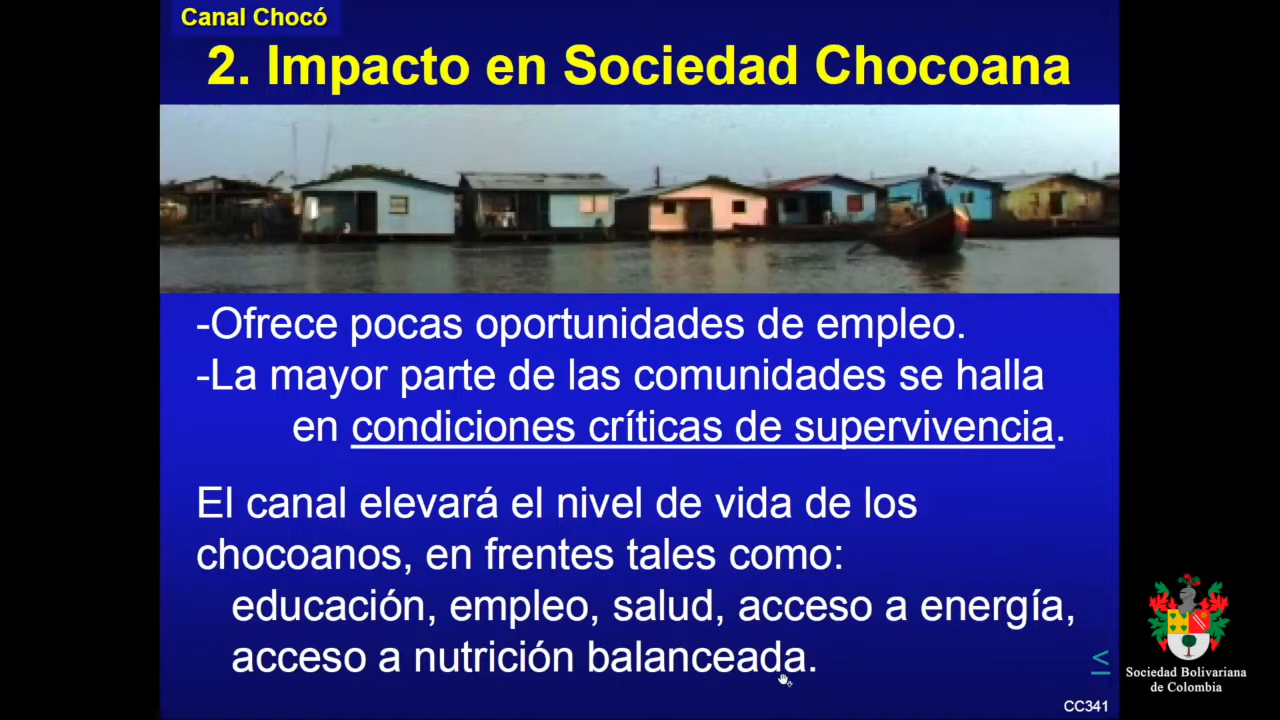 Canal Chocó
2. Impacto en Sociedad Chocoana
-Ofrece pocas oportunidades de empleo.
-La mayor parte de las comunidades se halla
en condiciones críticas de supervivencia.
El canal elevará el nivel de vida de los
chocoanos, en frentes tales como:
educación, empleo, salud, acceso a energía,
acceso a nutrición balanceada.
<
Sociedad Bolivariana
de Colombia
CC341